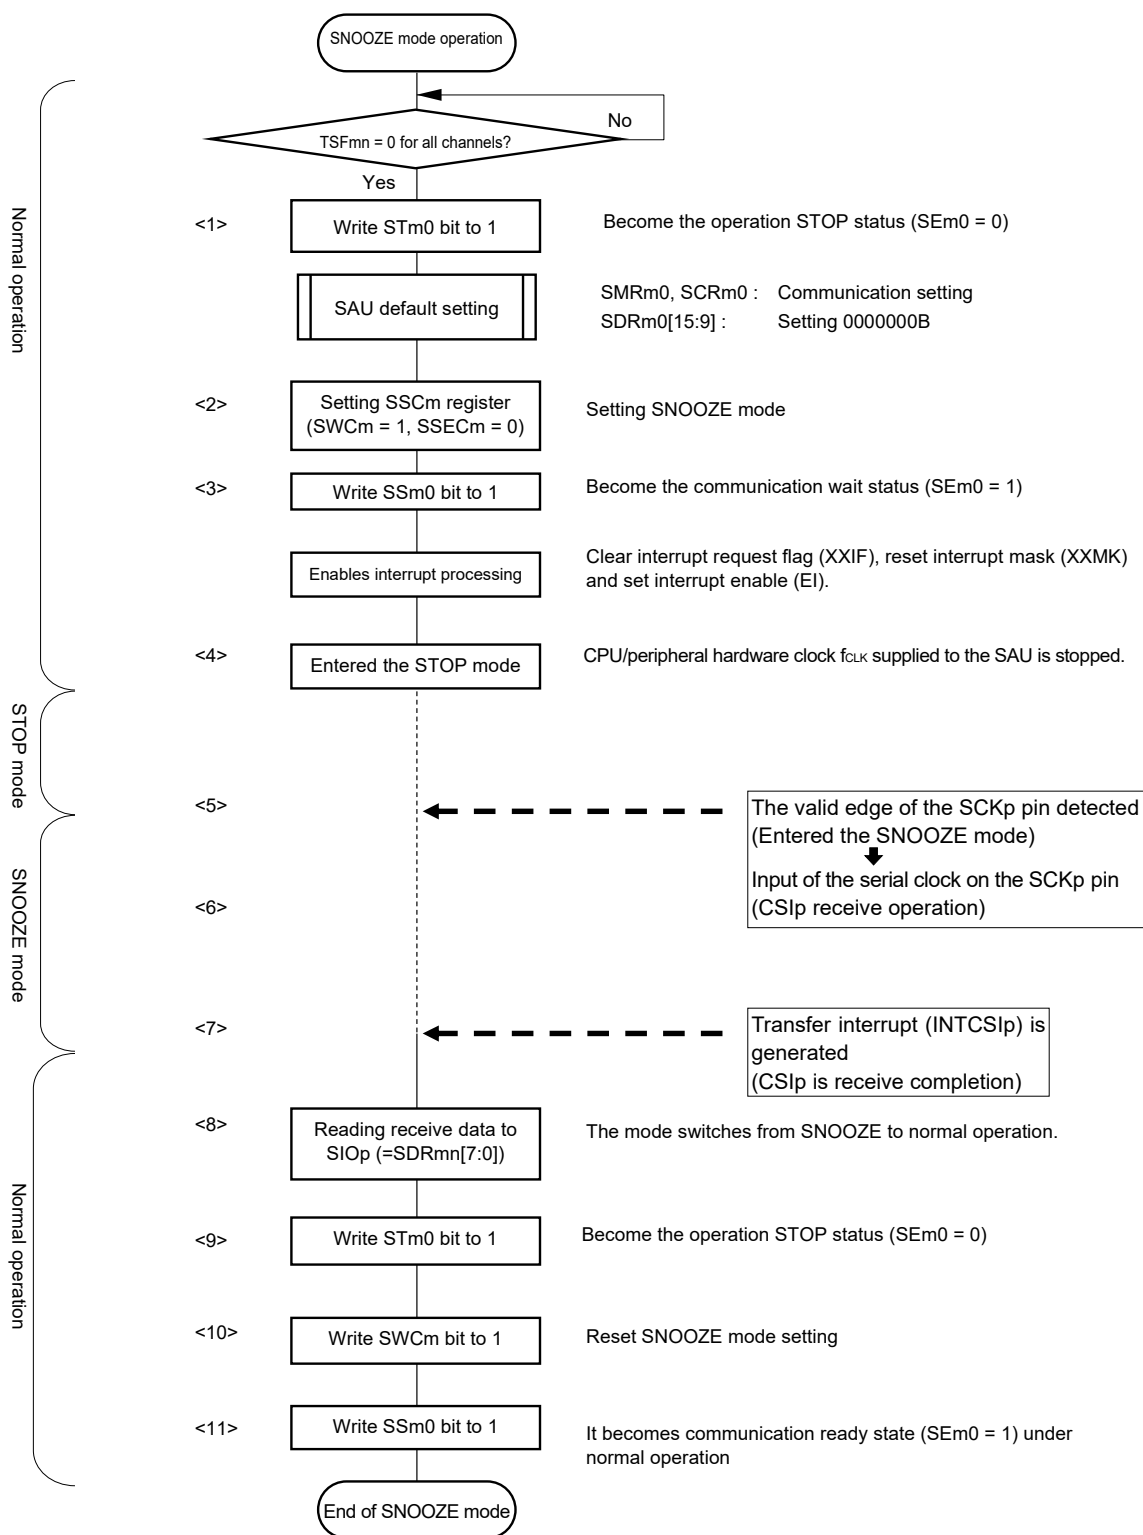 SNOOZE mode operation
No
TSFmn = 0 for all channels?
Yes
Normal operation
<1>
Write STm0 bit to 1
Become the operation STOP status (SEm0 = 0)
SAU default setting
SMRm0, SCRm0 : Communication setting
SDRm0[15:9] : Setting 0000000B
<2>
Setting SSCm register
(SWCm = 1, SSECm = 0)
Setting SNOOZE mode
<3>
Write SSm0 bit to 1
Become the communication wait status (SEm0 = 1)
Enables interrupt processing
Clear interrupt request flag (XXIF), reset interrupt mask (XXMK)
and set interrupt enable (EI).
<4>
Entered the STOP mode
CPU/peripheral hardware clock fCLK supplied to the SAU is stopped.
STOP mode
<5>
The valid edge of the SCKp pin detected
(Entered the SNOOZE mode)
Input of the serial clock on the SCKp pin
(CSIp receive operation)
SNOOZE mode
<6>
<7>
Transfer interrupt (INTCSIp) is
generated
(CSIp is receive completion)
Normal operation
<8>
Reading receive data to
SIOp (=SDRmn[7:0])
The mode switches from SNOOZE to normal operation.
<9>
Write STm0 bit to 1
Become the operation STOP status (SEm0 = 0)
<10>
Write SWCm bit to 1
Reset SNOOZE mode setting
<11>
Write SSm0 bit to 1
It becomes communication ready state (SEm0 = 1) under
normal operation
End of SNOOZE mode